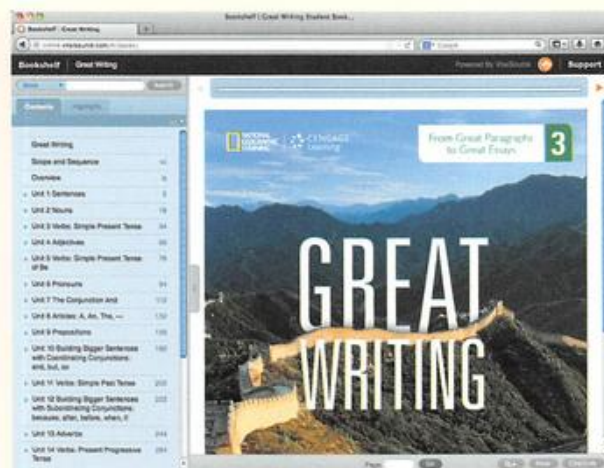 Bookshelf | Great Writing Student Book...
Bookshelf : Great Writing
Google
Bookshelf
Great Writing
Powered By VitalSource
Support
Search
Contents
Highlights
Great Writing
Scope and Sequence
Overview
Unit 1 Sentences
Unit 2 Nouns
Unit 3 Verbs: Simple Present Tense
Unit 4 Adjectives
Unit 5 Verbs: Simple Present Tense
of Be
Unit 6 Pronouns
Unit 7 The Conjunction And
Unit 8 Articles: A, An, The, —
Unit 9 Prepositions
Unit 10 Building Bigger Sentences
with Coordinating Conjunctions:
and, but, so
Unit 11 Verbs: Simple Past Tense
Unit 12 Building Bigger Sentences
with Subordinating Conjunctions:
because, after, before, when, if
Unit 13 Adverbs
Unit 14 Verbs: Present Progressive
Tense
NATIONAL
GEOGRAPHIC
LEARNING
CENGAGE
Learning
From Great Paragraphs
to Great Essays
3
GREAT
WRITING